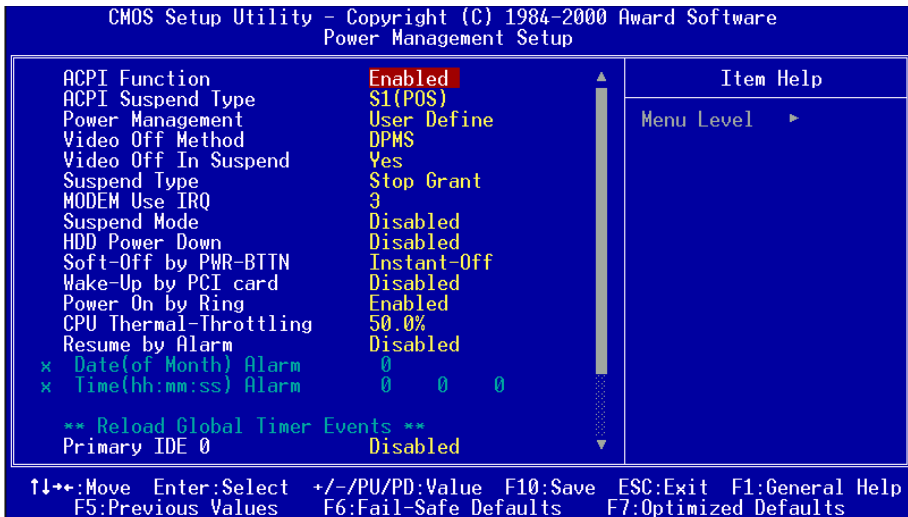 CMOS Setup Utility – Copyright (C) 1984-2000 Award Software
Power Management Setup
ACPI Function Enabled
ACPI Suspend Type S1(POS)
Power Management User Define
Video Off Method DPMS
Video Off In Suspend Yes
Suspend Type Stop Grant
MODEM Use IRQ 3
Suspend Mode Disabled
HDD Power Down Disabled
Soft-Off by PWR-BTTN Instant-Off
Wake-Up by PCI card Disabled
Power On by Ring Enabled
CPU Thermal-Throttling 50.0%
Resume by Alarm Disabled
x Date(of Month) Alarm 0
x Time(hh:mm:ss) Alarm 0 0 0
** Reload Global Timer Events **
Primary IDE 0 Disabled
Item Help
Menu Level ►
↑↓→←:Move Enter:Select +/-/PU/PD:Value F10:Save ESC:Exit F1:General Help
F5:Previous Values F6:Fail-Safe Defaults F7:Optimized Defaults